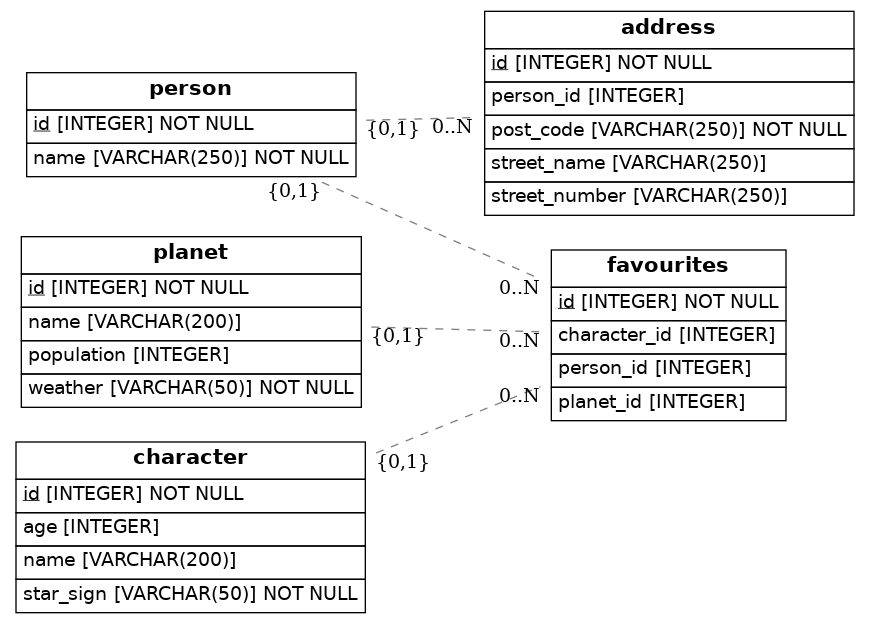 person
id [INTEGER] NOT NULL
name [VARCHAR(250)] NOT NULL
{0,1}
0..N
address
id [INTEGER] NOT NULL
person_id [INTEGER]
post_code [VARCHAR(250)] NOT NULL
street_name [VARCHAR(250)]
street_number [VARCHAR(250)]
{0,1}
0..N
planet
id [INTEGER] NOT NULL
name [VARCHAR(200)]
population [INTEGER]
weather [VARCHAR(50)] NOT NULL
{0,1}
0..N
favourites
id [INTEGER] NOT NULL
character_id [INTEGER]
person_id [INTEGER]
planet_id [INTEGER]
0..N
{0,1}
character
id [INTEGER] NOT NULL
age [INTEGER]
name [VARCHAR(200)]
star_sign [VARCHAR(50)] NOT NULL